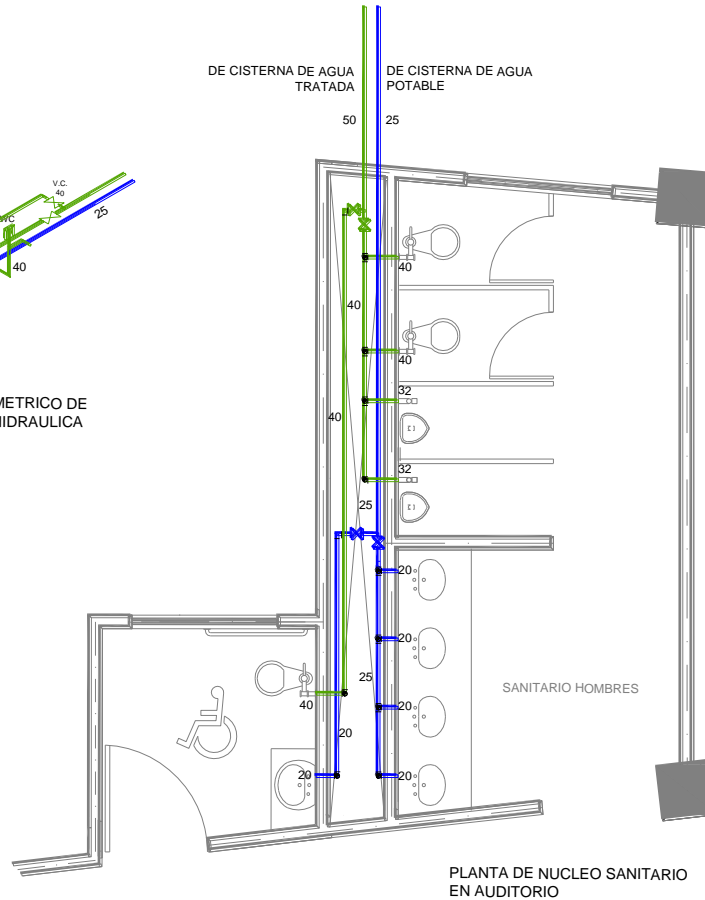 DE CISTERNA DE AGUA
TRATADA
DE CISTERNA DE AGUA
POTABLE
50
25
V.C.
40
WC
25
40
METRICO DE
HIDRAULICA
40
40
40
40
32
32
25
20
20
25
20
20
SANITARIO HOMBRES
40
20
20
PLANTA DE NUCLEO SANITARIO
EN AUDITORIO